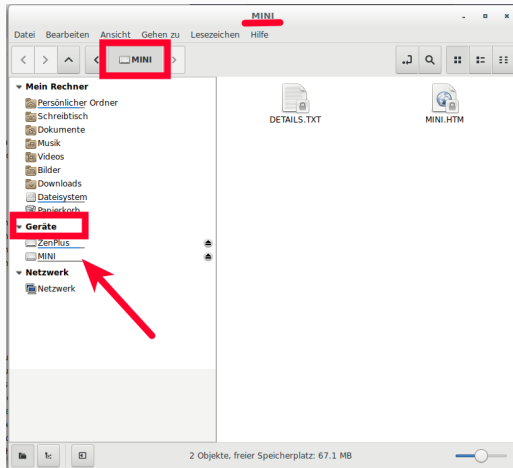 MINI
Datei Bearbeiten Ansicht Gehen zu Lesezeichen Hilfe
MINI
Mein Rechner
Persönlicher Ordner
Schreibtisch
Dokumente
Musik
Videos
Bilder
Downloads
Dateisystem
Papierkorb
Geräte
ZenPlus
MINI
Netzwerk
Netzwerk
DETAILS.TXT
MINI.HTM
2 Objekte, freier Speicherplatz: 67.1 MB